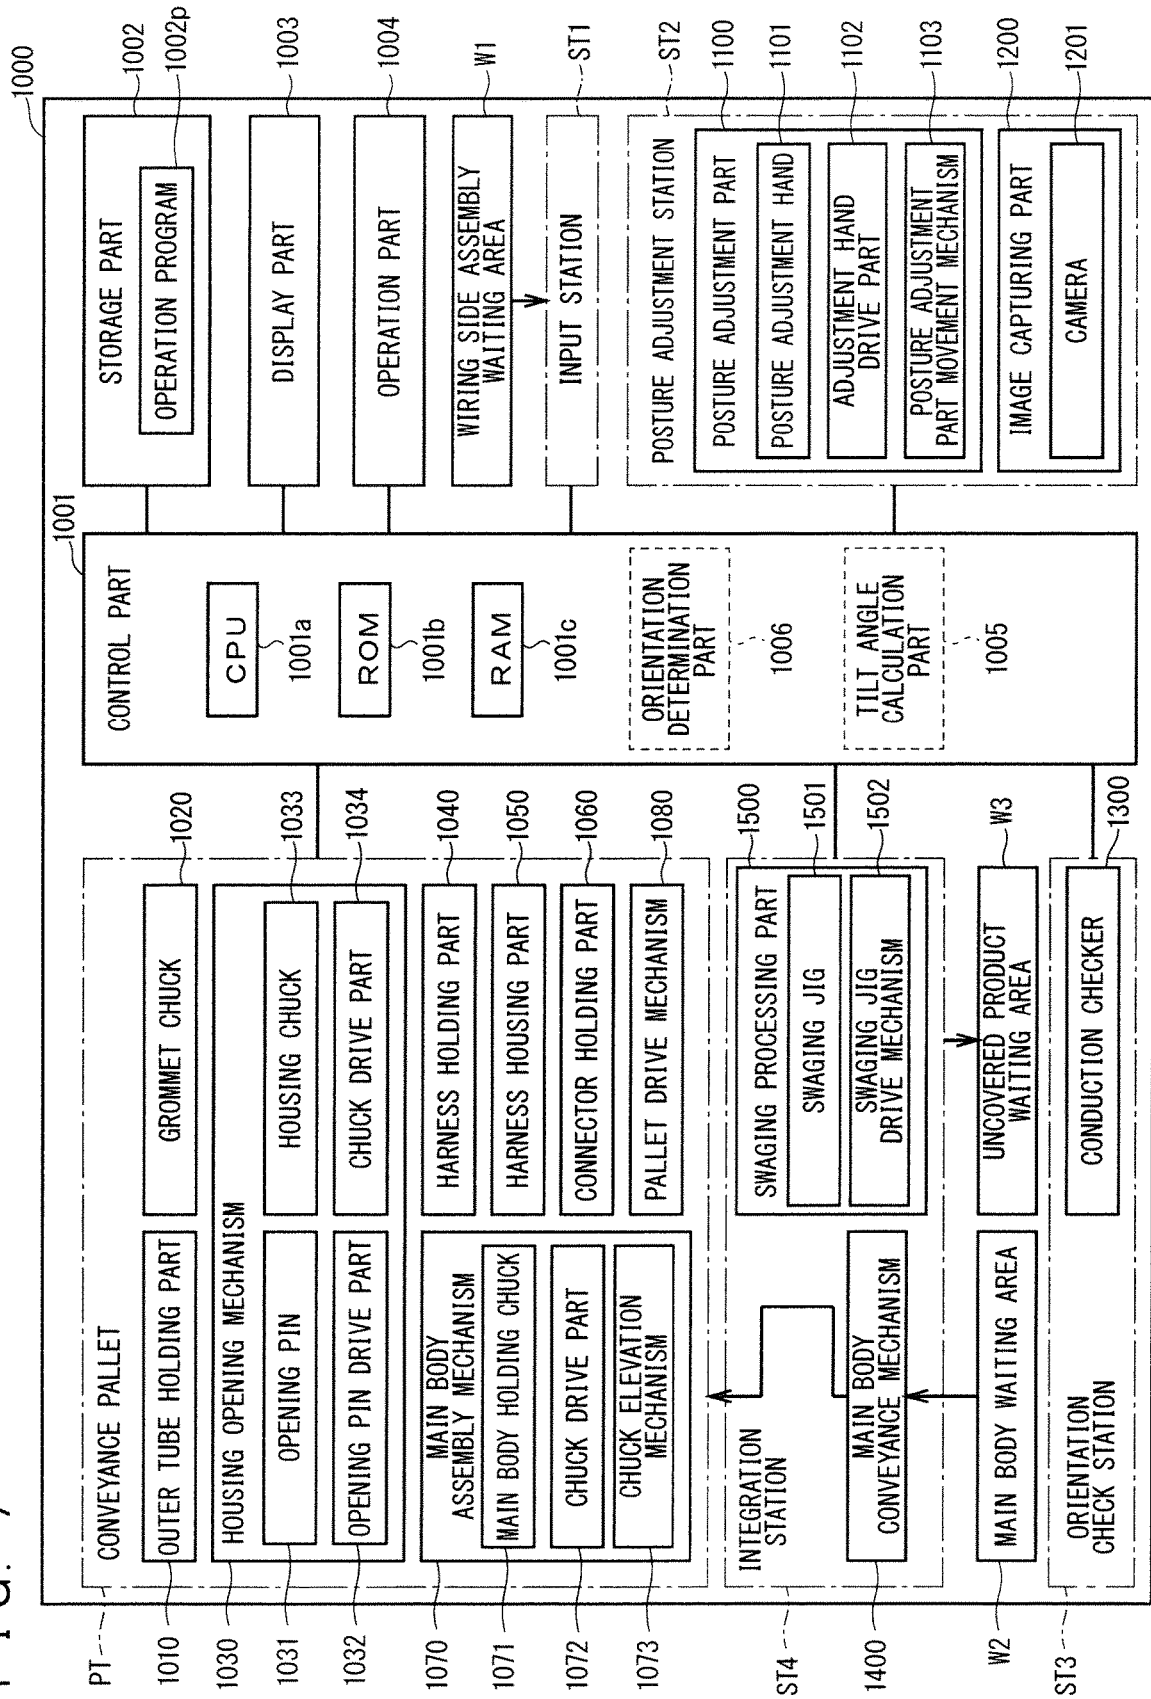 1000
PT
CONVEYANCE PALLET
1010
OUTER TUBE HOLDING PART
GROMMET CHUCK
1020
1030
HOUSING OPENING MECHANISM
1031
OPENING PIN
HOUSING CHUCK
1033
1032
OPENING PIN DRIVE PART
CHUCK DRIVE PART
1034
1070
MAIN BODY
ASSEMBLY MECHANISM
1071
MAIN BODY HOLDING CHUCK
1072
CHUCK DRIVE PART
1073
CHUCK ELEVATION
MECHANISM
HARNESS HOLDING PART
1040
HARNESS HOUSING PART
1050
CONNECTOR HOLDING PART
1060
PALLET DRIVE MECHANISM
1080
ST4
INTEGRATION
STATION
1400
MAIN BODY
CONVEYANCE MECHANISM
SWAGING PROCESSING PART
1500
SWAGING JIG
1501
SWAGING JIG
DRIVE MECHANISM
1502
W2
MAIN BODY WAITING AREA
UNCOVERED PRODUCT
WAITING AREA
W3
ST3
ORIENTATION
CHECK STATION
CONDUCTION CHECKER
1300
1001
CONTROL PART
CPU
1001a
ROM
1001b
RAM
1001c
ORIENTATION
DETERMINATION
PART
1006
TILT ANGLE
CALCULATION
PART
1005
STORAGE PART
1002
OPERATION PROGRAM
1002p
DISPLAY PART
1003
OPERATION PART
1004
WIRING SIDE ASSEMBLY
WAITING AREA
W1
INPUT STATION
ST1
POSTURE ADJUSTMENT STATION
ST2
POSTURE ADJUSTMENT PART
1100
POSTURE ADJUSTMENT HAND
1101
ADJUSTMENT HAND
DRIVE PART
1102
POSTURE ADJUSTMENT
PART MOVEMENT MECHANISM
1103
IMAGE CAPTURING PART
1200
CAMERA
1201